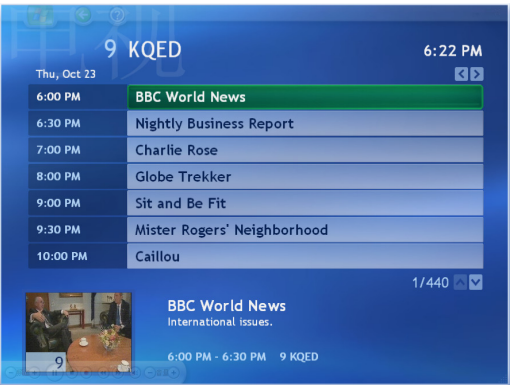 电视
9 KQED
6:22 PM
Thu, Oct 23
6:00 PM BBC World News
6:30 PM Nightly Business Report
7:00 PM Charlie Rose
8:00 PM Globe Trekker
9:00 PM Sit and Be Fit
9:30 PM Mister Rogers' Neighborhood
10:00 PM Caillou
1/440
BBC World News
International issues.
6:00 PM - 6:30 PM 9 KQED
9